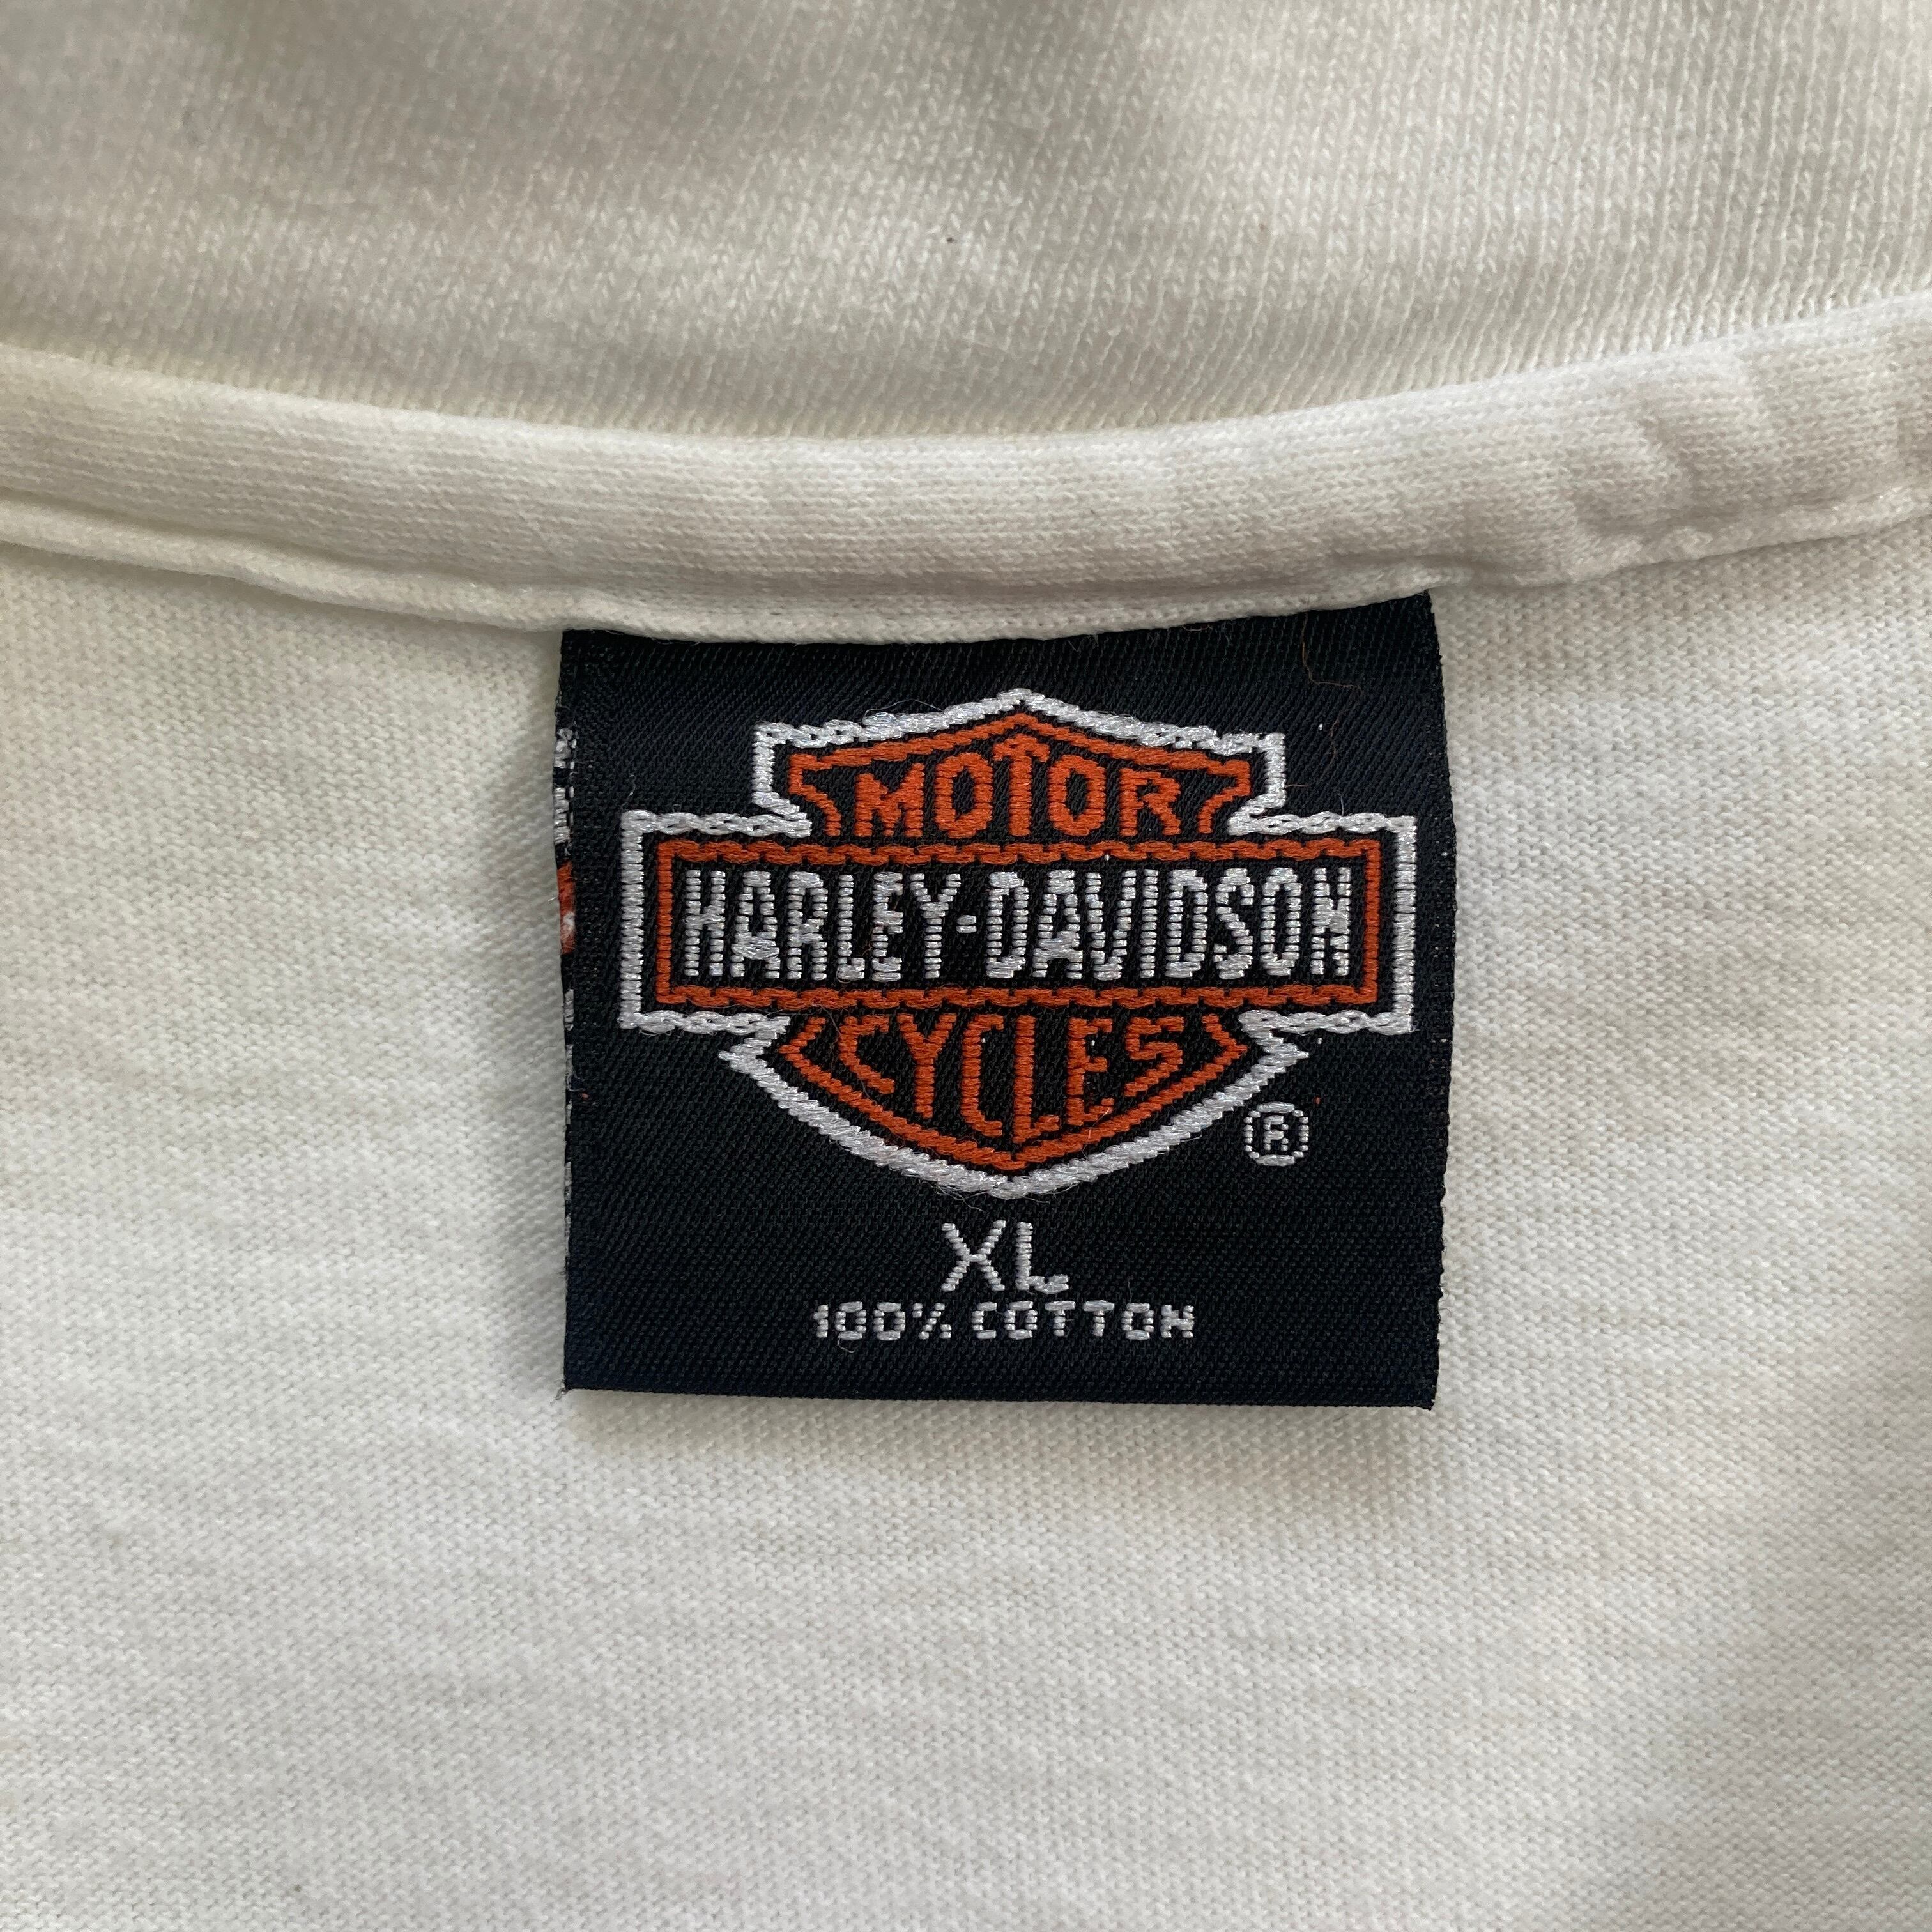 MOTOR
HARLEY-DAVIDSON
CYCLES
®
XL
100% COTTON